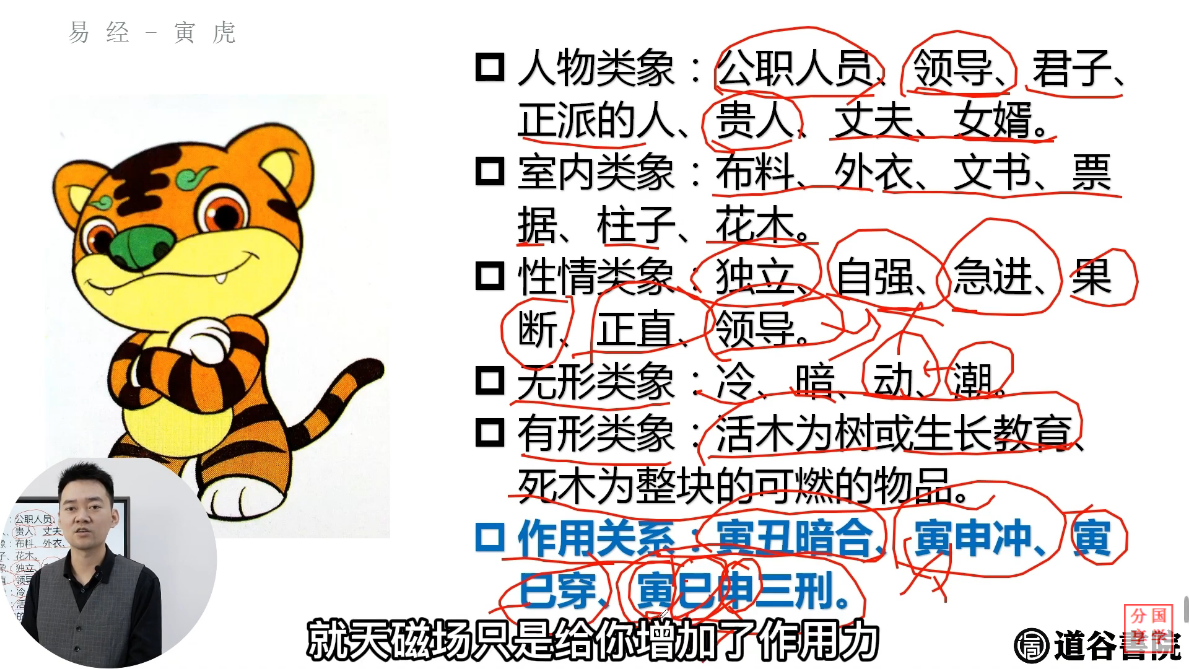 易经－寅虎
人物类象：公职人员、领导、君子、
正派的人、贵人、丈夫、女婿。
室内类象：布料、外衣、文书、票
据、柱子、花木。
性情类象：独立、自强、急进、果
断、正直、领导。
无形类象：冷、暗、动、潮。
有形类象：活木为树或生长教育、
死木为整块的可燃的物品。
作用关系：寅丑暗合、寅申冲、寅
巳穿、寅巳申三刑。
就天磁场只是给你增加了作用力
分国
享学
道谷書院